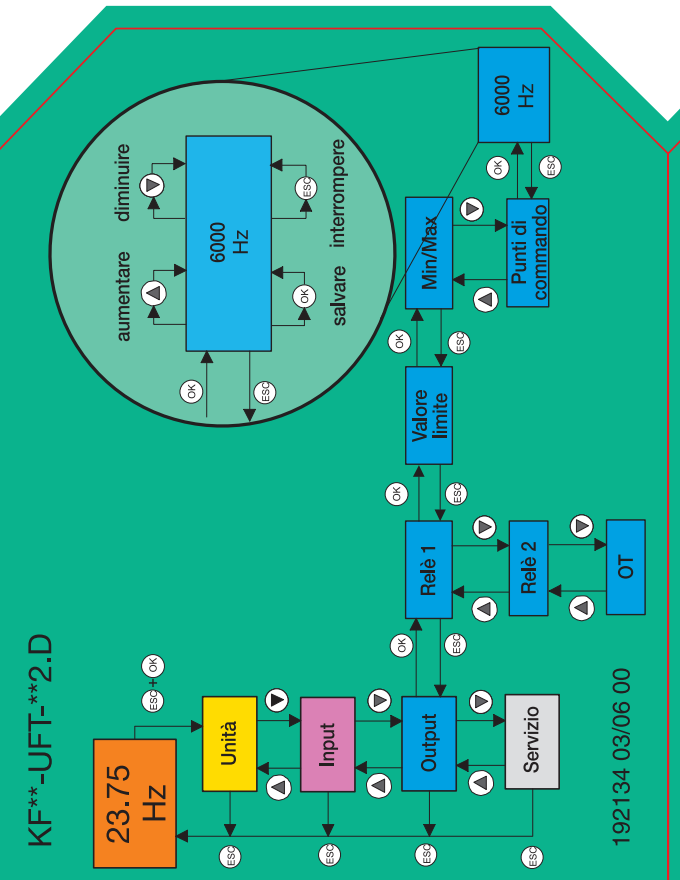 KF**-UFT-**2.D
23.75
Hz
ESC + OK
Unità
Input
Output
Servizio
ESC
ESC
ESC
ESC
OK
ESC
Relè 1
Relè 2
OT
OK
ESC
Valore
limite
OK
ESC
Min/Max
Punti di
commando
OK
ESC
6000
Hz
aumentare
diminuire
OK
ESC
6000
Hz
OK
ESC
salvare
interrompere
192134 03/06 00